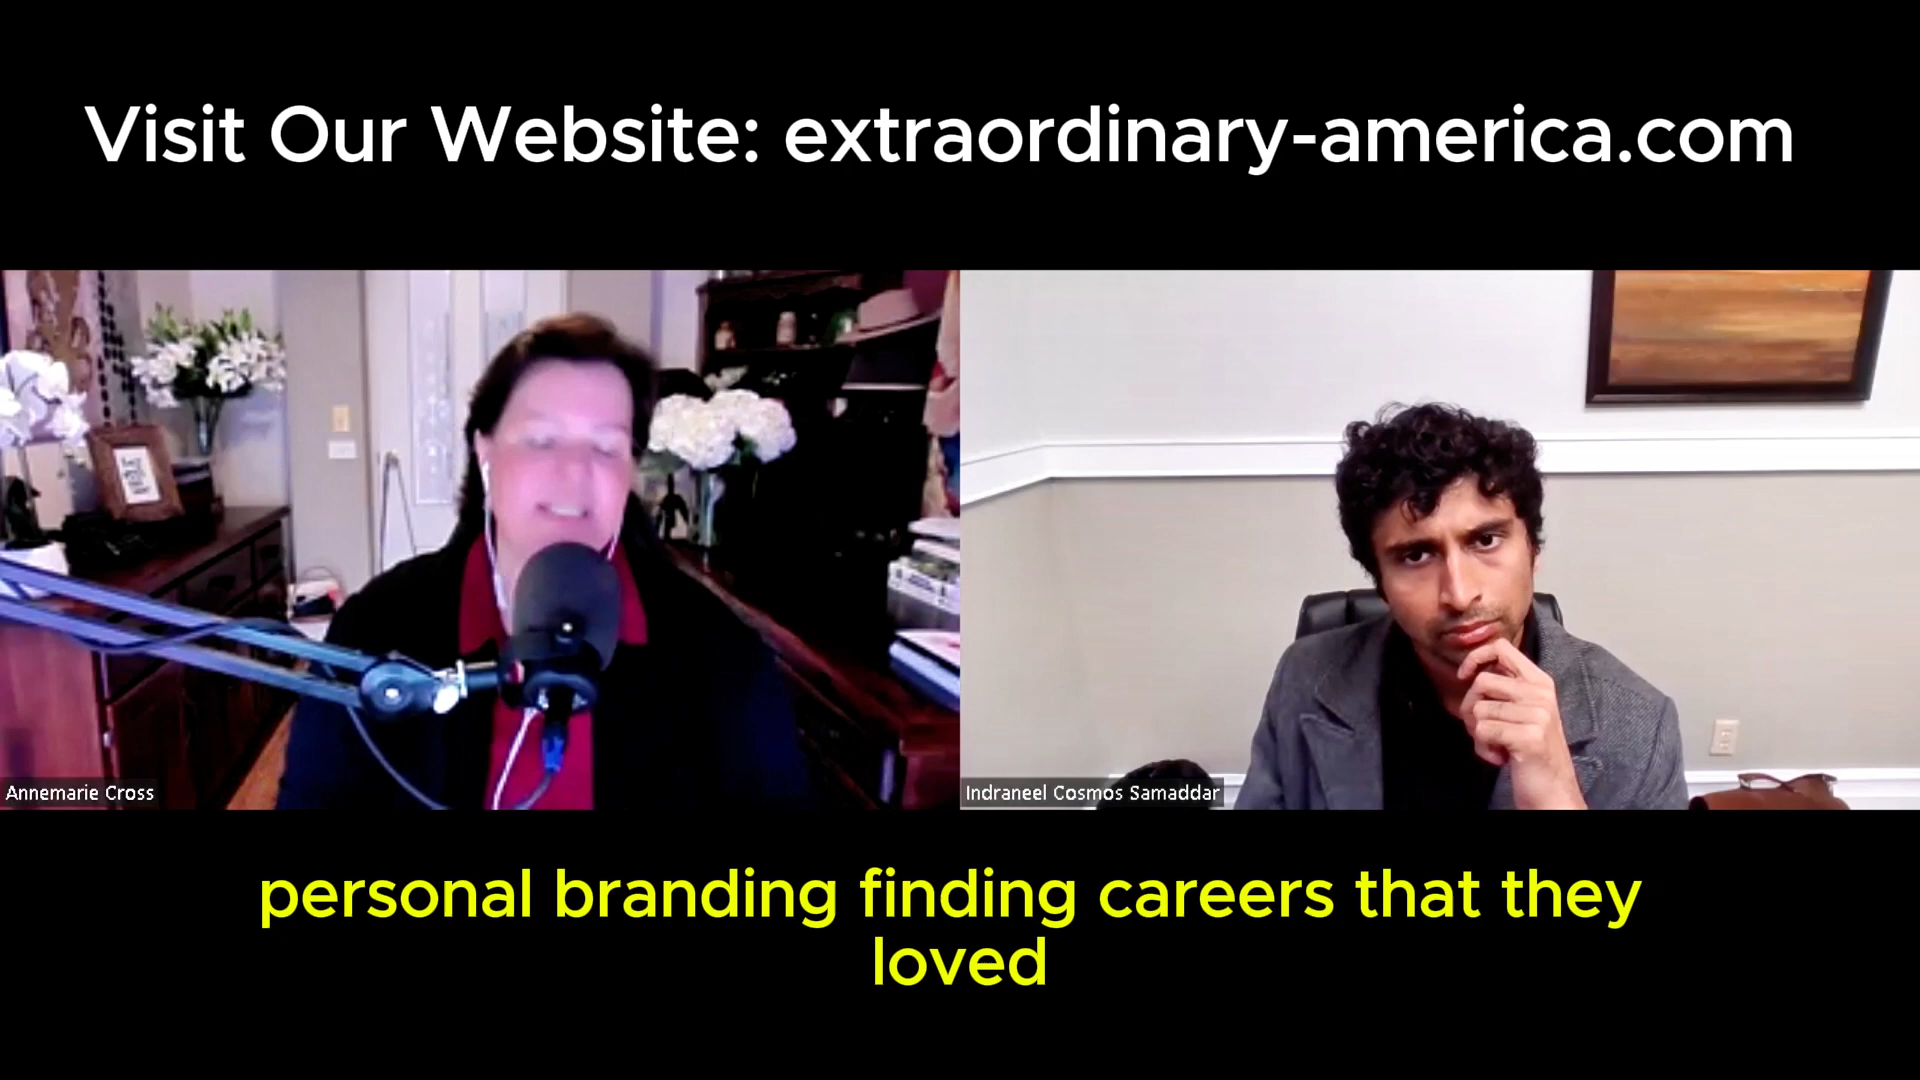 Visit Our Website: extraordinary-america.com
Annemarie Cross
Indraneel Cosmos Samaddar
personal branding finding careers that they
loved